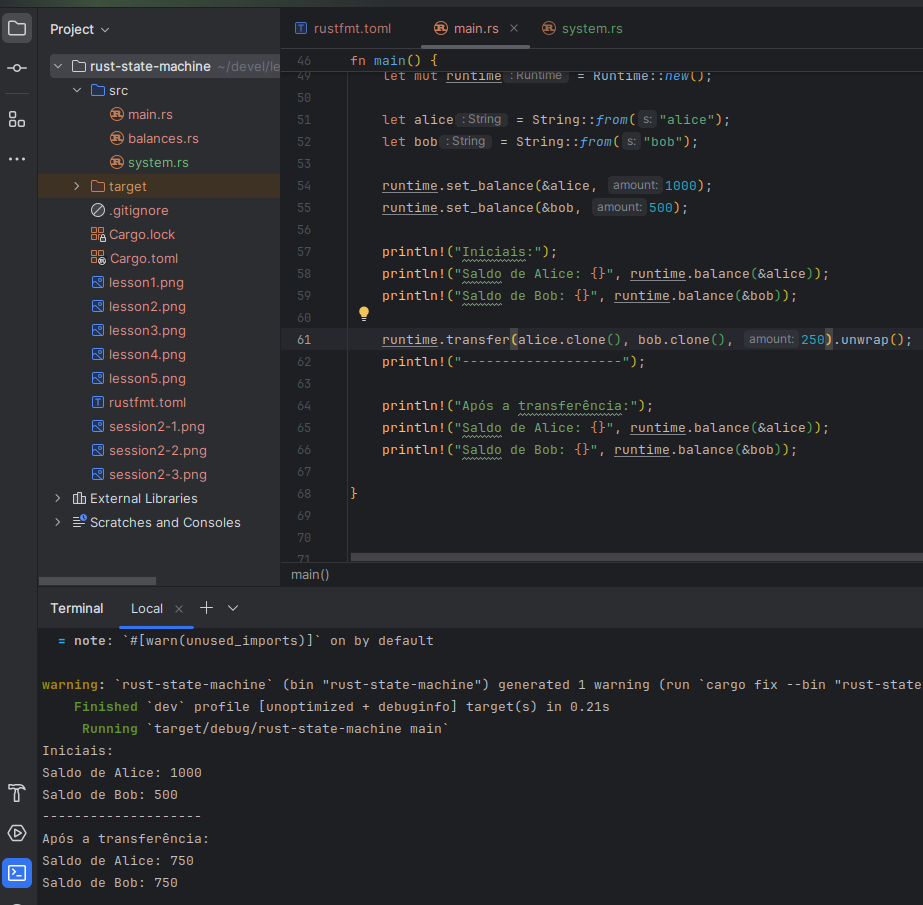 Project
rust-state-machine ~/devel/le
src
main.rs
balances.rs
system.rs
target
.gitignore
Cargo.lock
Cargo.toml
lesson1.png
lesson2.png
lesson3.png
lesson4.png
lesson5.png
rustfmt.toml
session2-1.png
session2-2.png
session2-3.png
External Libraries
Scratches and Consoles
rustfmt.toml main.rs system.rs
46 fn main() {
49 let mut runtime : Runtime = Runtime::new();
50
51 let alice : String = String::from( s: "alice");
52 let bob : String = String::from( s: "bob");
53
54 runtime.set_balance(&alice, amount: 1000);
55 runtime.set_balance(&bob, amount: 500);
56
57 println!("Iniciais:");
58 println!("Saldo de Alice: {}", runtime.balance(&alice));
59 println!("Saldo de Bob: {}", runtime.balance(&bob));
60
61 runtime.transfer(alice.clone(), bob.clone(), amount: 250).unwrap();
62 println!("--------------------");
63
64 println!("Após a transferência:");
65 println!("Saldo de Alice: {}", runtime.balance(&alice));
66 println!("Saldo de Bob: {}", runtime.balance(&bob));
67
68 }
69
70
71
main()
Terminal Local
= note: `#[warn(unused_imports)]` on by default
warning: `rust-state-machine` (bin "rust-state-machine") generated 1 warning (run `cargo fix --bin "rust-state
Finished `dev` profile [unoptimized + debuginfo] target(s) in 0.21s
Running `target/debug/rust-state-machine main`
Iniciais:
Saldo de Alice: 1000
Saldo de Bob: 500
--------------------
Após a transferência:
Saldo de Alice: 750
Saldo de Bob: 750